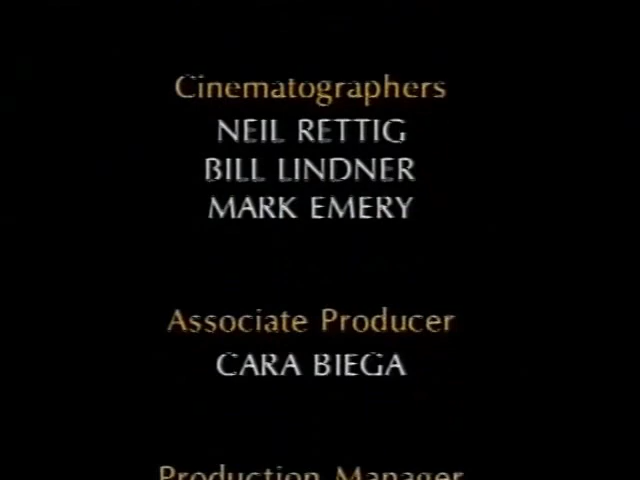 Cinematographers
NEIL RETTIG
BILL LINDNER
MARK EMERY
Associate Producer
CARA BIEGA
Production Manager